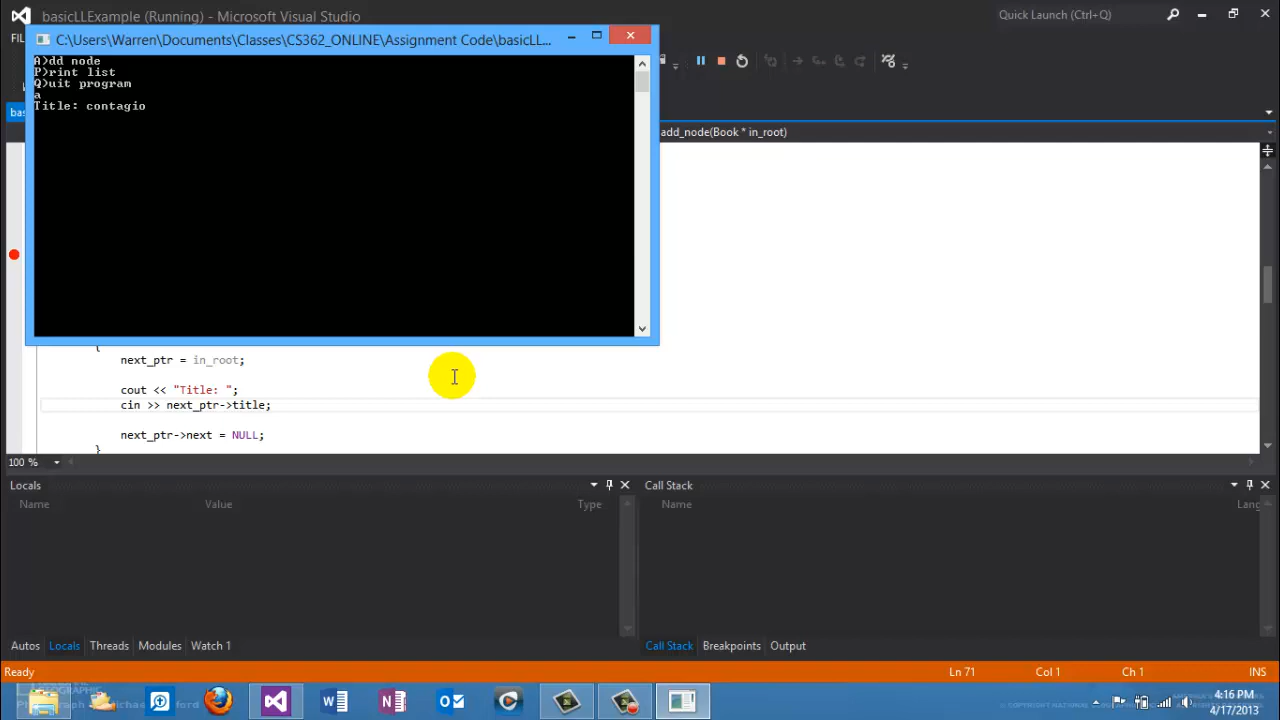 basicLLExample (Running) - Microsoft Visual Studio
Quick Launch (Ctrl+Q)
C:\Users\Warren\Documents\Classes\CS362_ONLINE\Assignment Code\basicLL...
A>dd node
P>rint list
Q>uit program
a
Title: contagio
add_node(Book * in_root)
{
next_ptr = in_root;
cout << "Title: ";
cin >> next_ptr->title;
next_ptr->next = NULL;
}
100 %
Locals
Call Stack
Name Value Type
Name Lang
Autos Locals Threads Modules Watch 1
Call Stack Breakpoints Output
Ready Ln 71 Col 1 Ch 1 INS
4:16 PM
4/17/2013